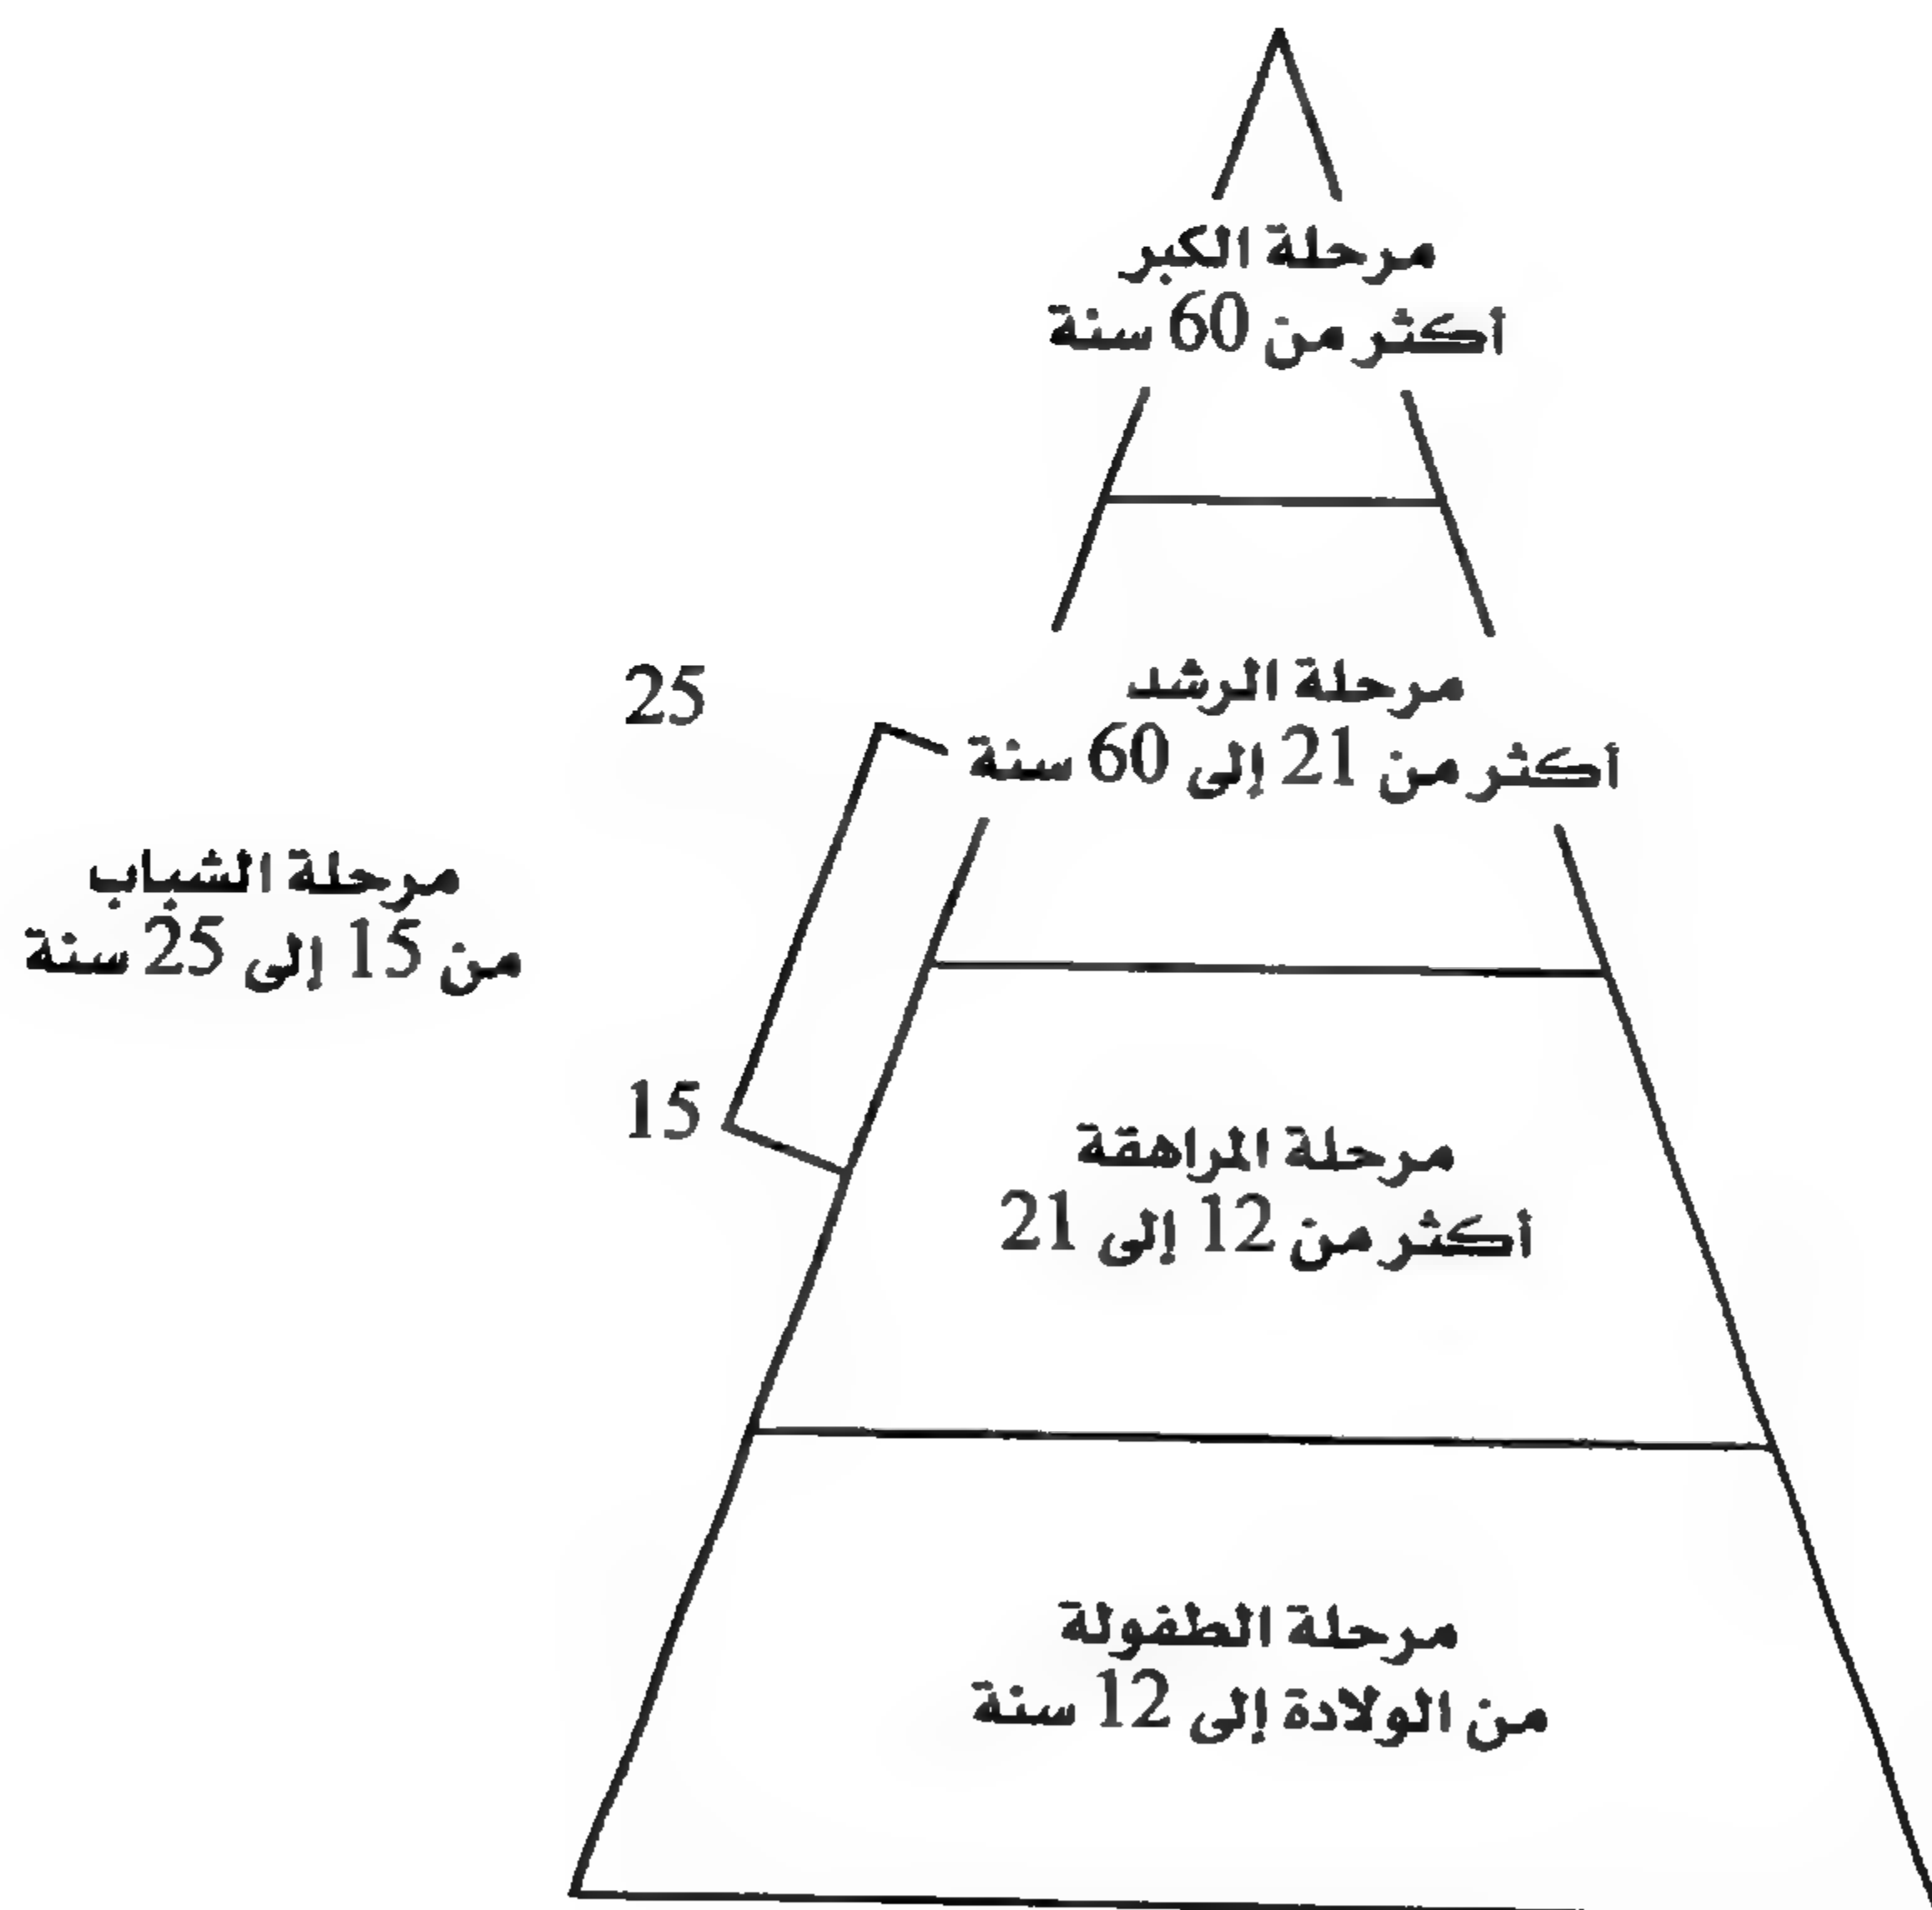 مرحلة الكبر
أكثر من 60 سنة
مرحلة الرشد
أكثر من 21 إلى 60 سنة
25
مرحلة الشباب
من 15 إلى 25 سنة
15
مرحلة المراهقة
أكثر من 12 إلى 21
مرحلة الطفولة
من الولادة إلى 12 سنة